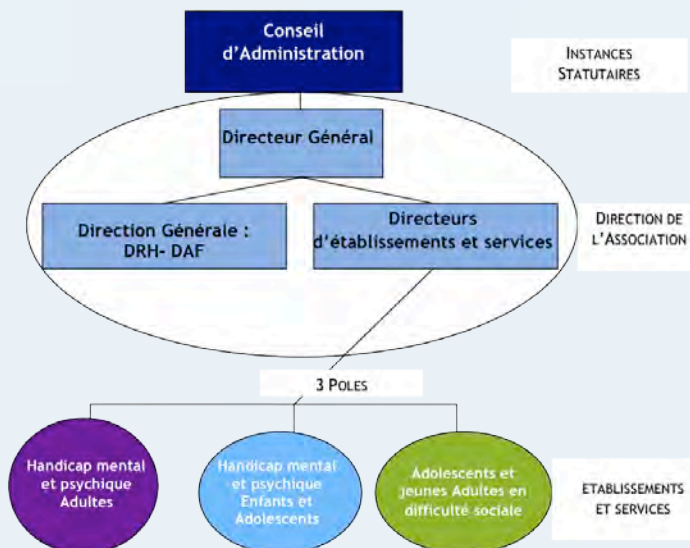 Conseil
d'Administration
INSTANCES
STATUTAIRES
Directeur Général
Direction Générale :
DRH- DAF
Directeurs
d'établissements et services
DIRECTION DE
L'ASSOCIATION
3 POLES
Handicap mental
et psychique
Adultes
Handicap mental
et psychique
Enfants et
Adolescents
Adolescents et
jeunes Adultes en
difficulté sociale
ETABLISSEMENTS
ET SERVICES